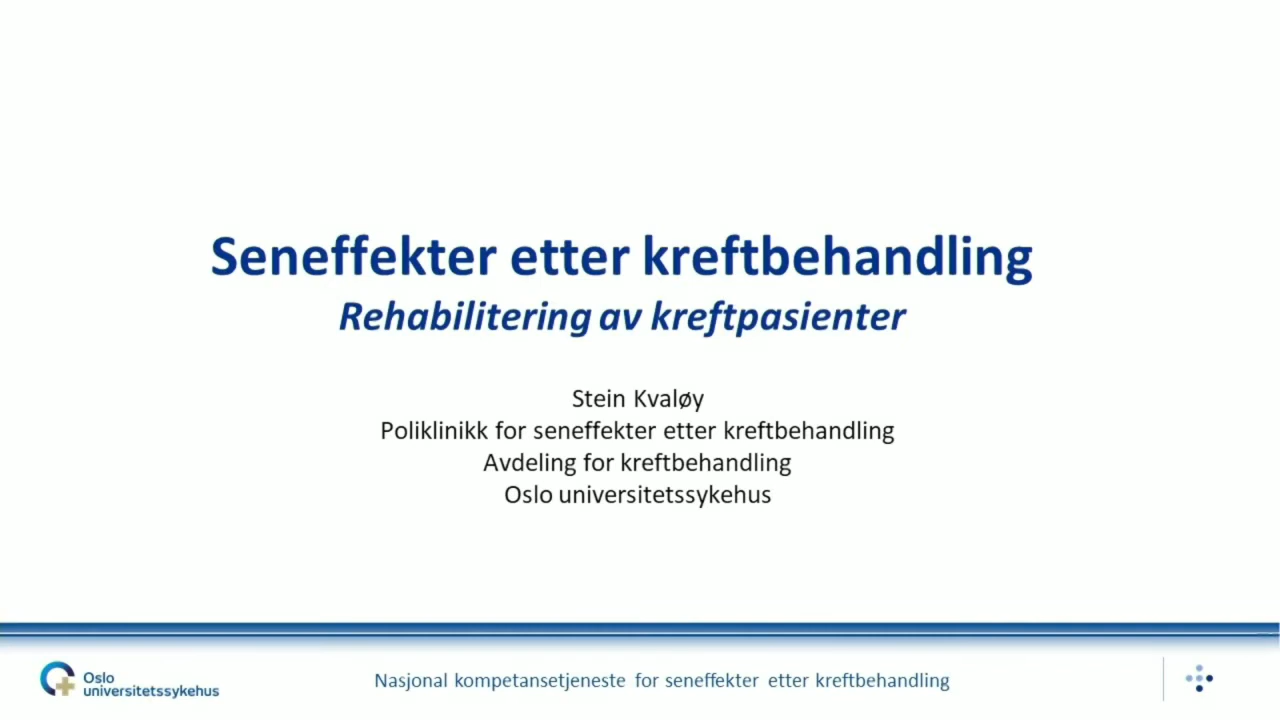 Seneffekter etter kreftbehandling
Rehabilitering av kreftpasienter
Stein Kvaløy
Poliklinikk for seneffekter etter kreftbehandling
Avdeling for kreftbehandling
Oslo universitetssykehus
Oslo
universitetssykehus
Nasjonal kompetansetjeneste for seneffekter etter kreftbehandling